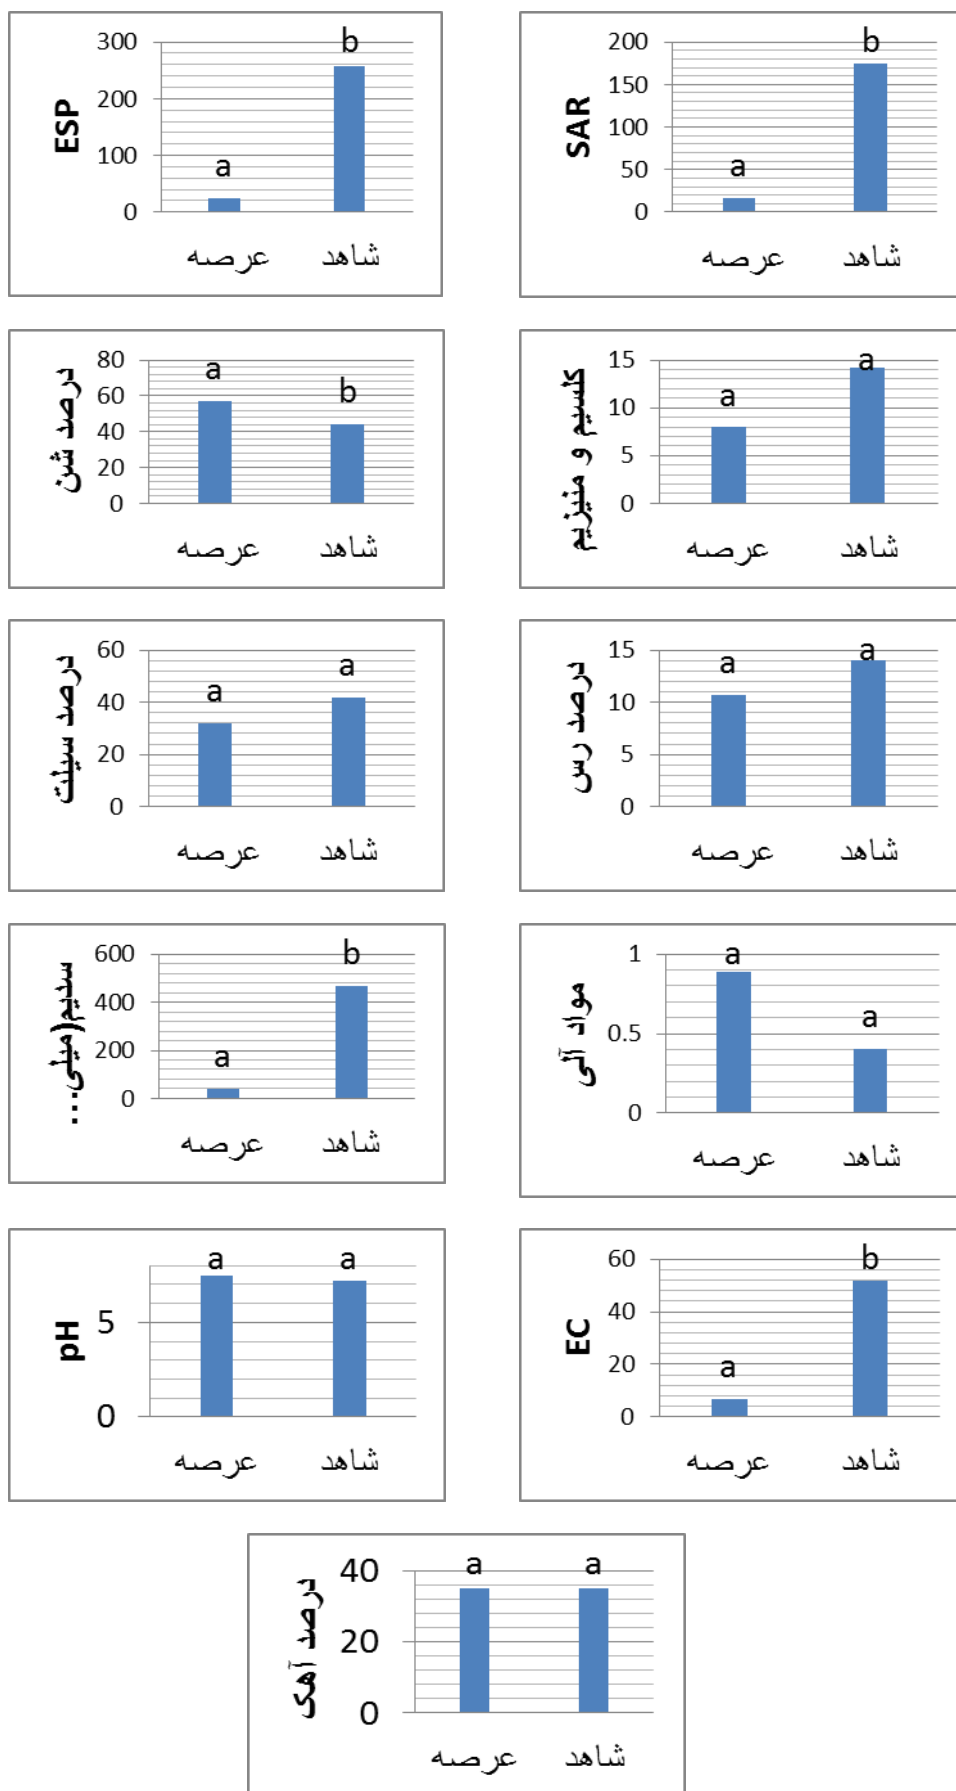 ESP
300
200
100
0
a
b
عرصه
شاهد
SAR
200
150
100
50
0
a
b
عرصه
شاهد
درصد شن
80
60
40
20
0
a
b
عرصه
شاهد
کلسیم و منیزیم
15
10
5
0
a
a
عرصه
شاهد
درصد سیلت
60
40
20
0
a
a
عرصه
شاهد
درصد رس
15
10
5
0
a
a
عرصه
شاهد
سدیم(میلی...
600
400
200
0
a
b
عرصه
شاهد
مواد آلی
1
0.5
0
a
a
عرصه
شاهد
pH
5
0
a
a
عرصه
شاهد
EC
60
40
20
0
a
b
عرصه
شاهد
درصد آهک
40
20
0
a
a
عرصه
شاهد